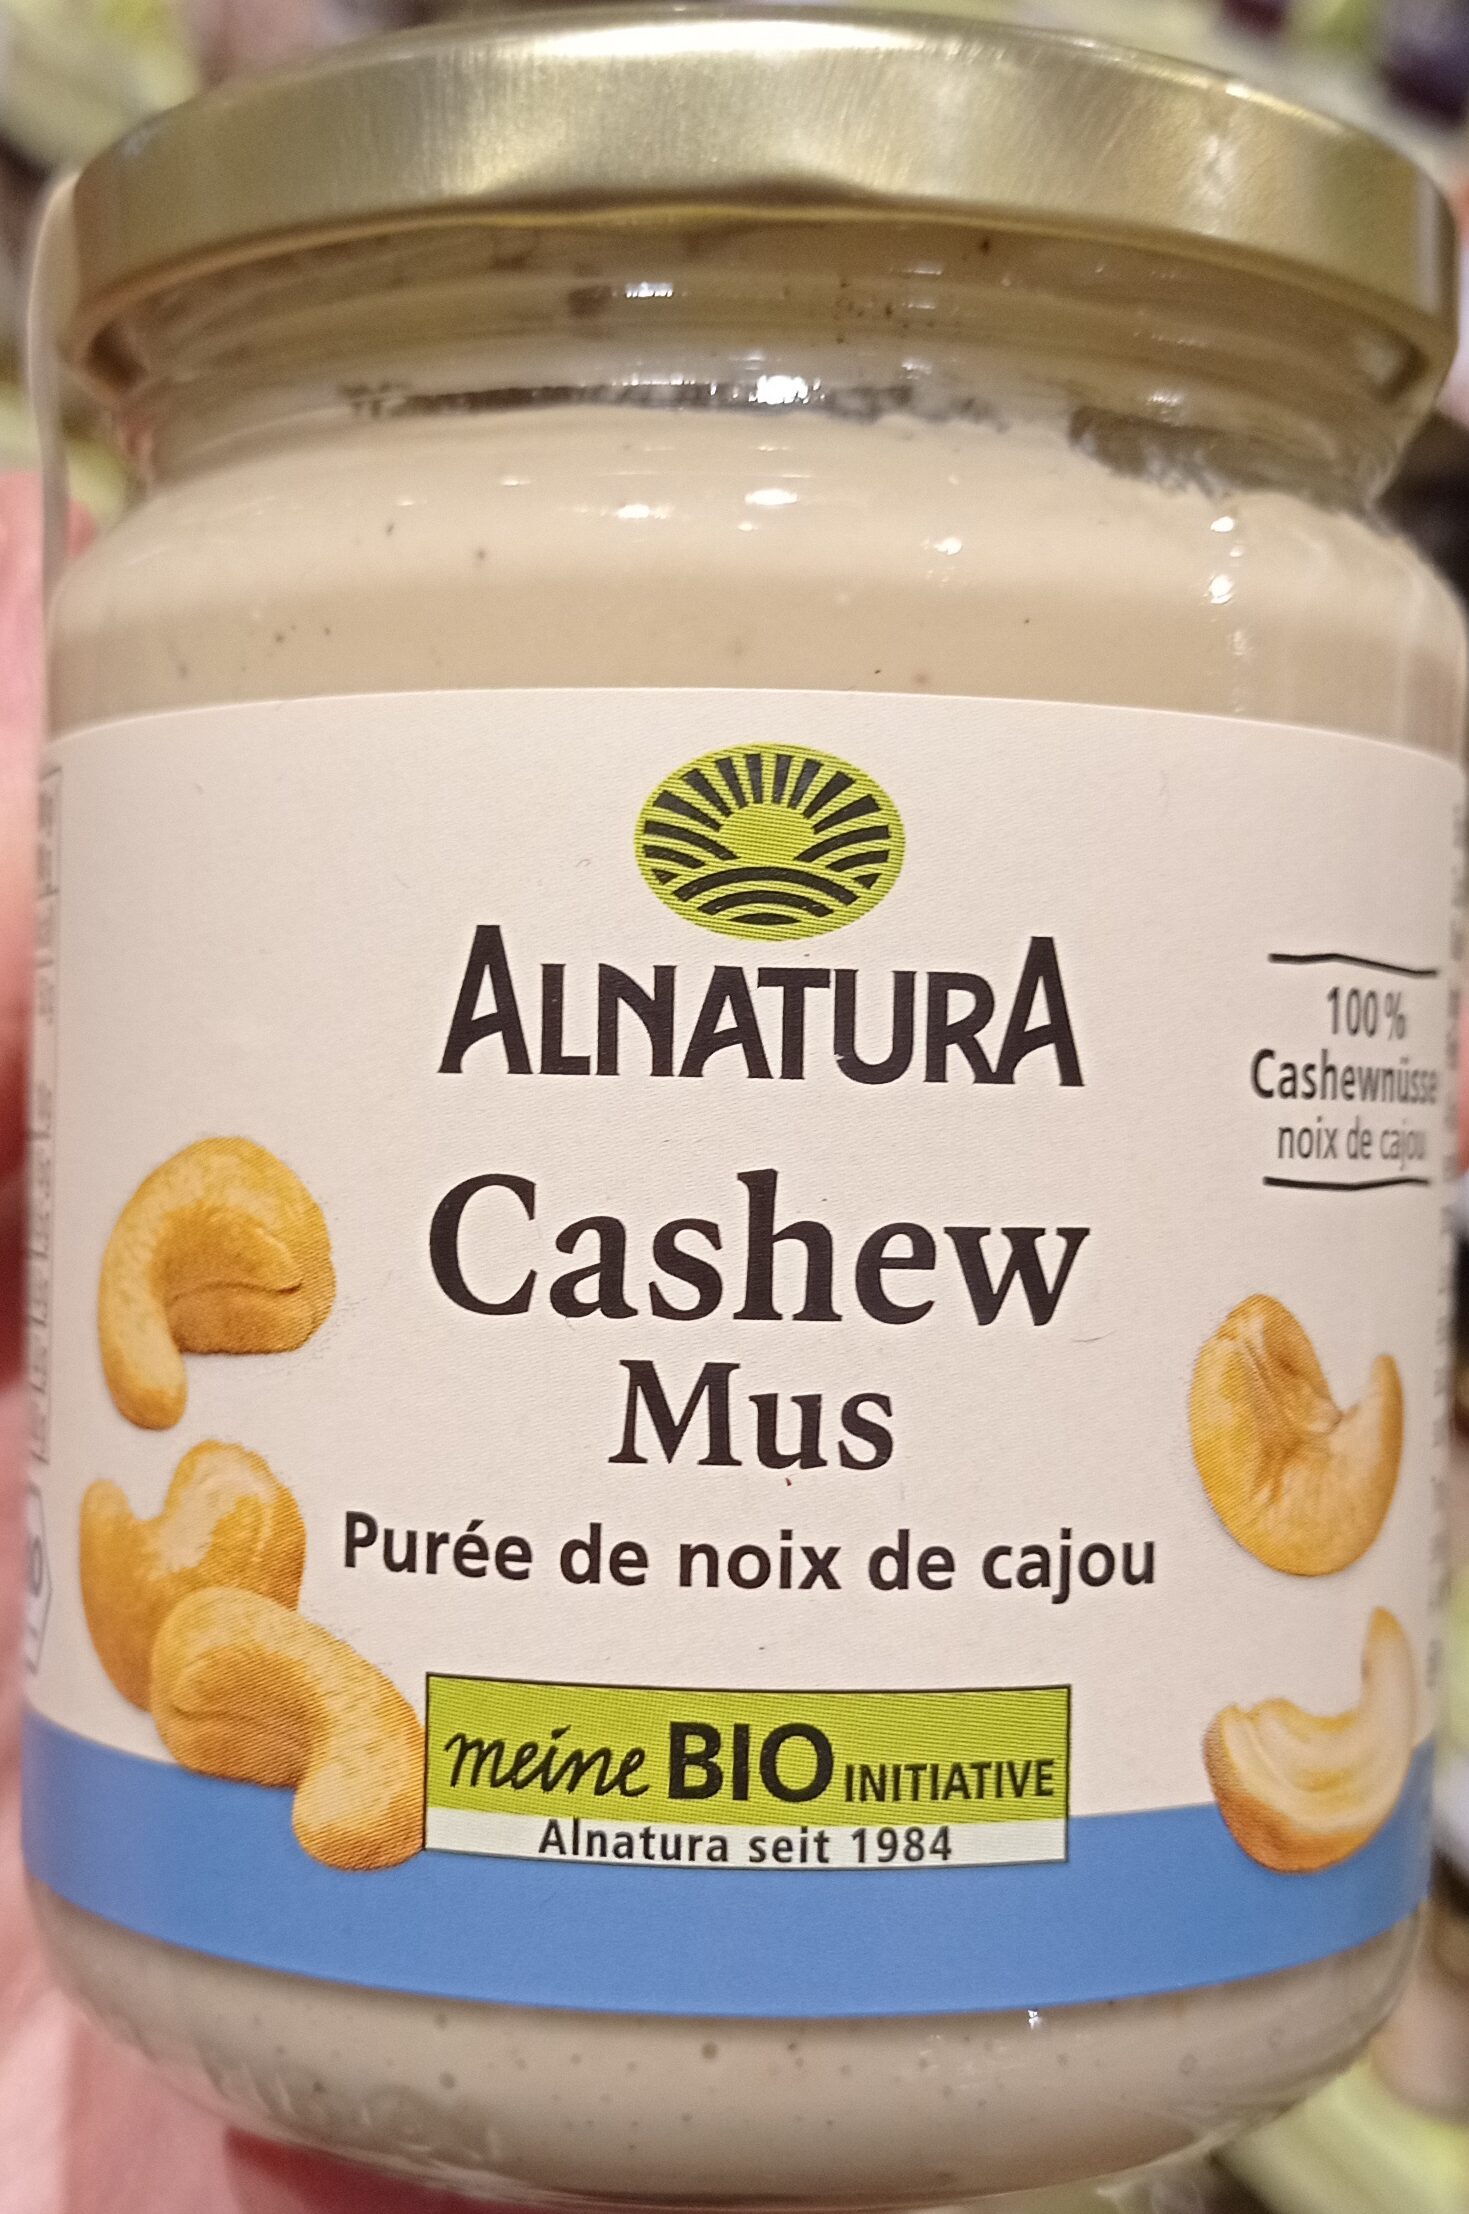 ALNATURA
100%
Cashewnüsse
noix de cajou
Cashew
Mus
Purée de noix de cajou
meine BIO INITIATIVE
Alnatura seit 1984